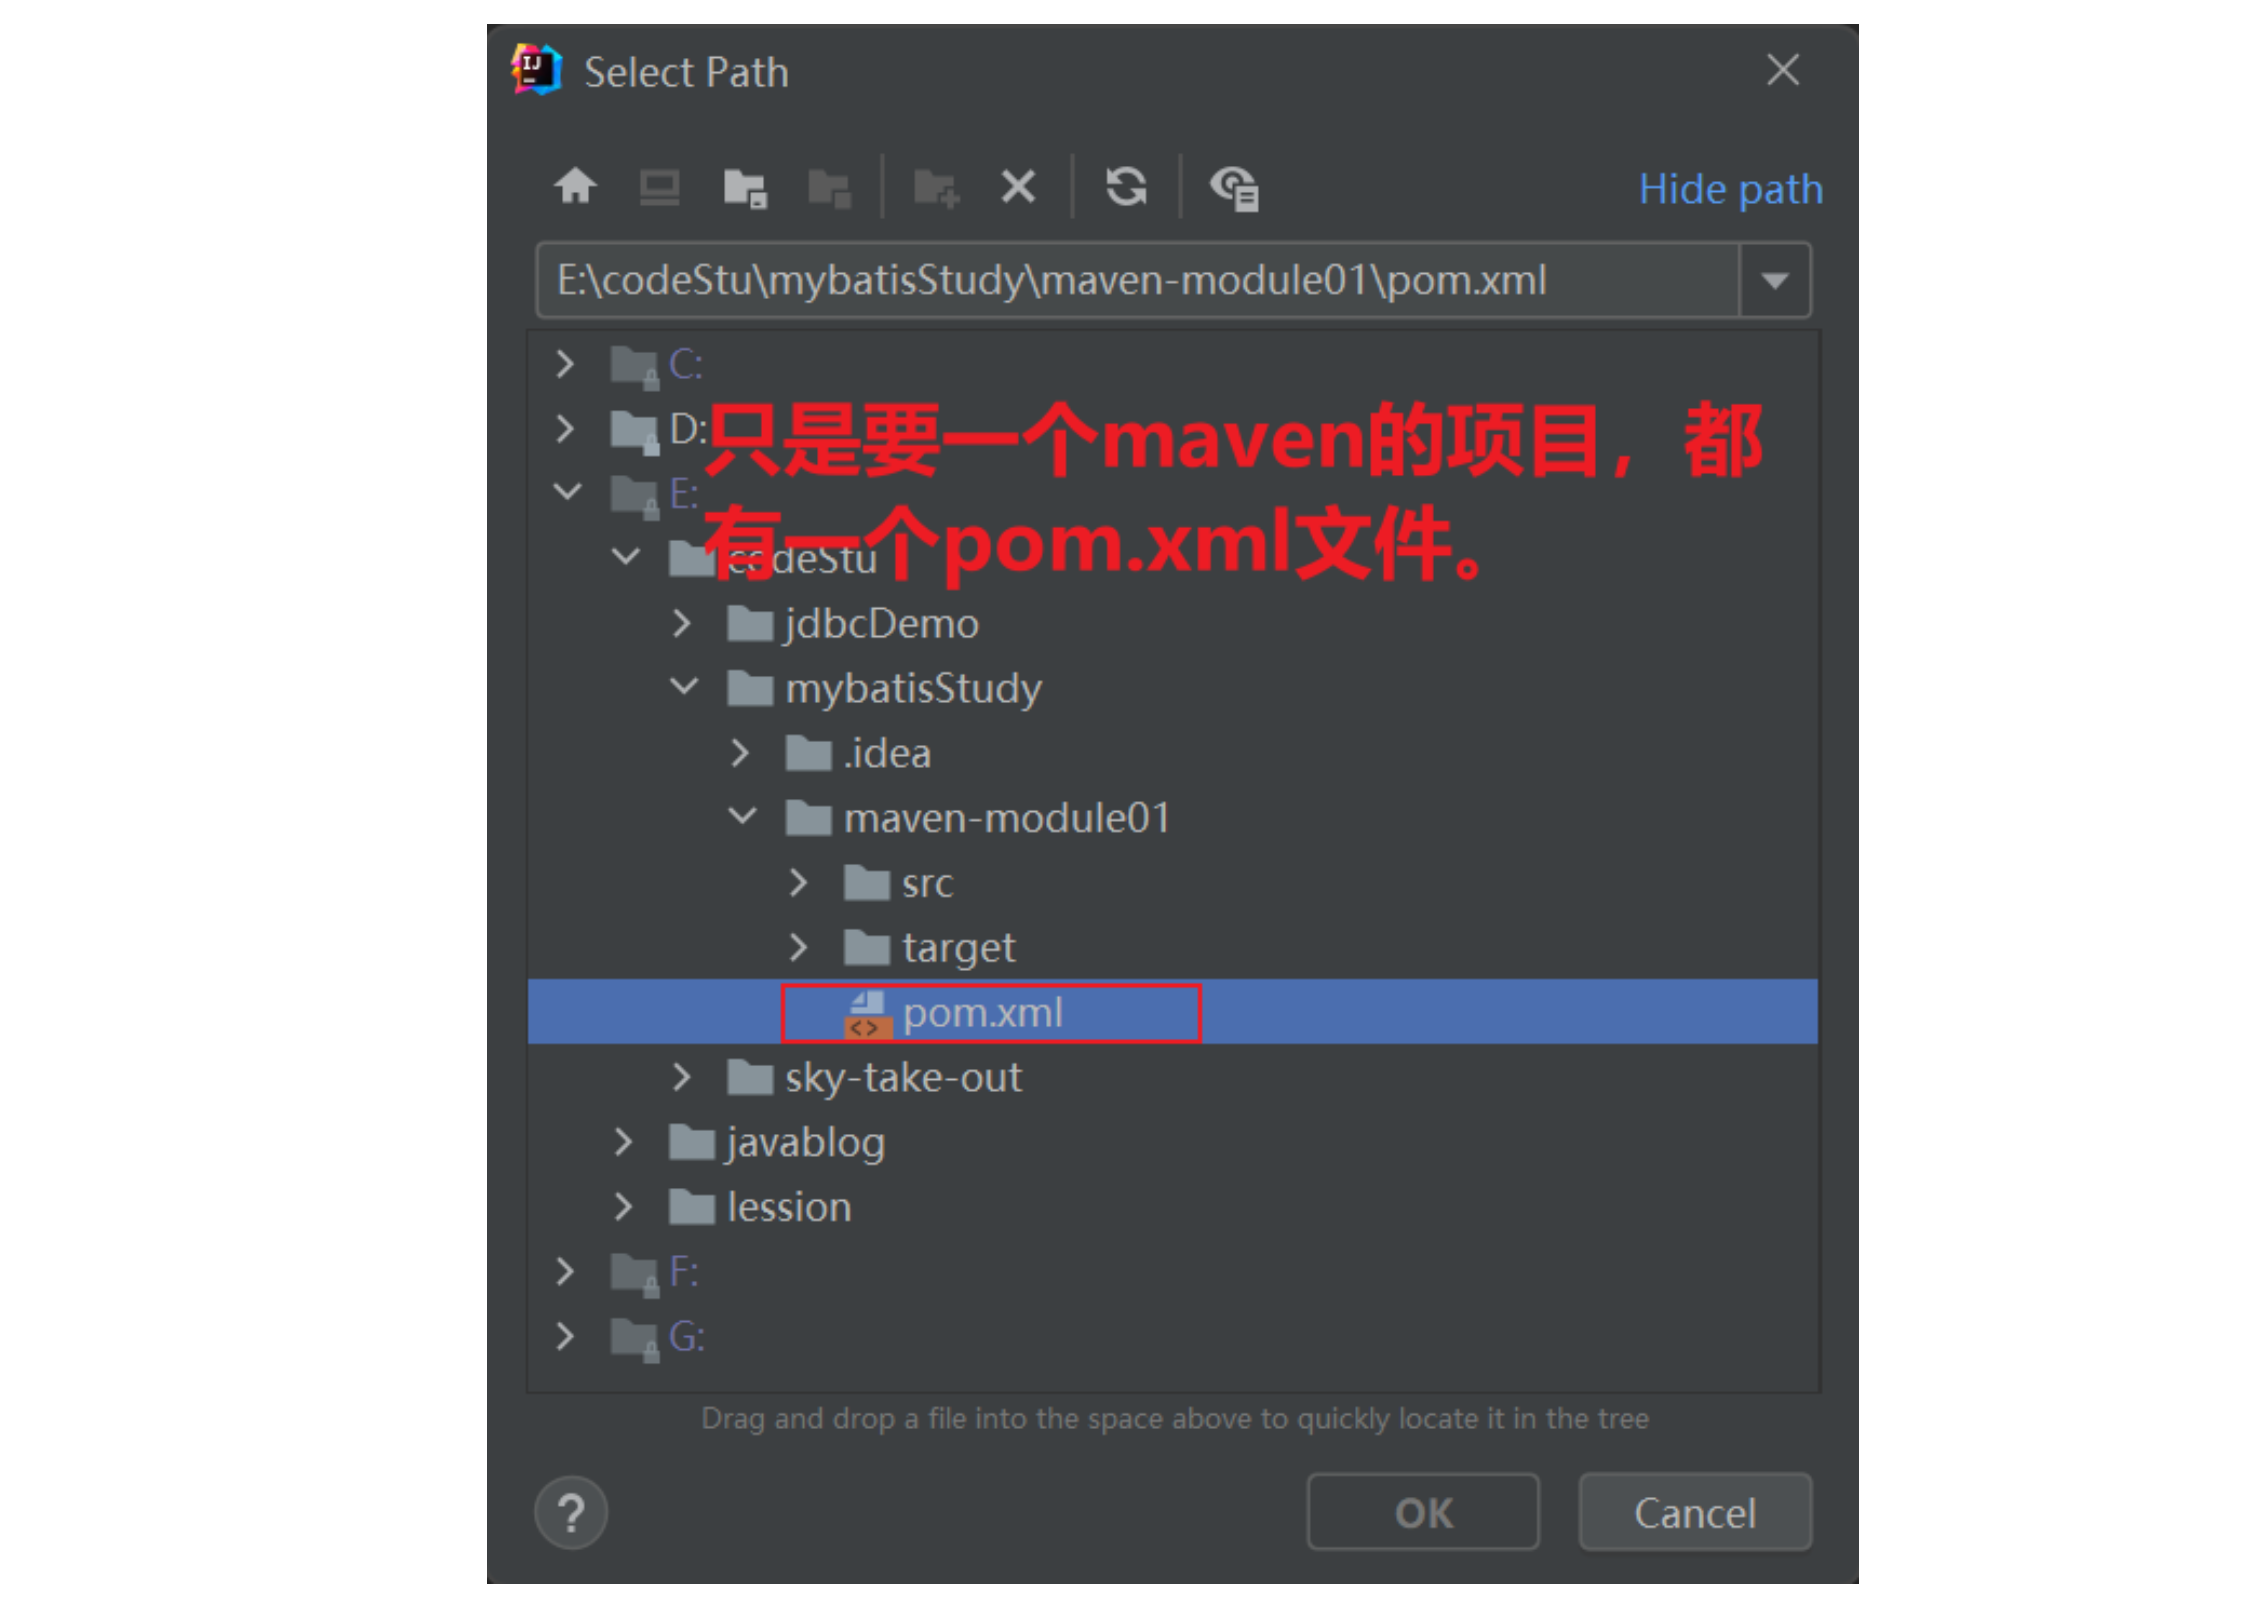 Select Path
Hide path
E:\codeStu\mybatisStudy\maven-module01\pom.xml
C:
D:
只是要一个maven的项目，都
E:
有一个pom.xml文件。
codeStu
jdbcDemo
mybatisStudy
.idea
maven-module01
src
target
pom.xml
sky-take-out
javablog
lession
F:
G:
Drag and drop a file into the space above to quickly locate it in the tree
?
OK
Cancel